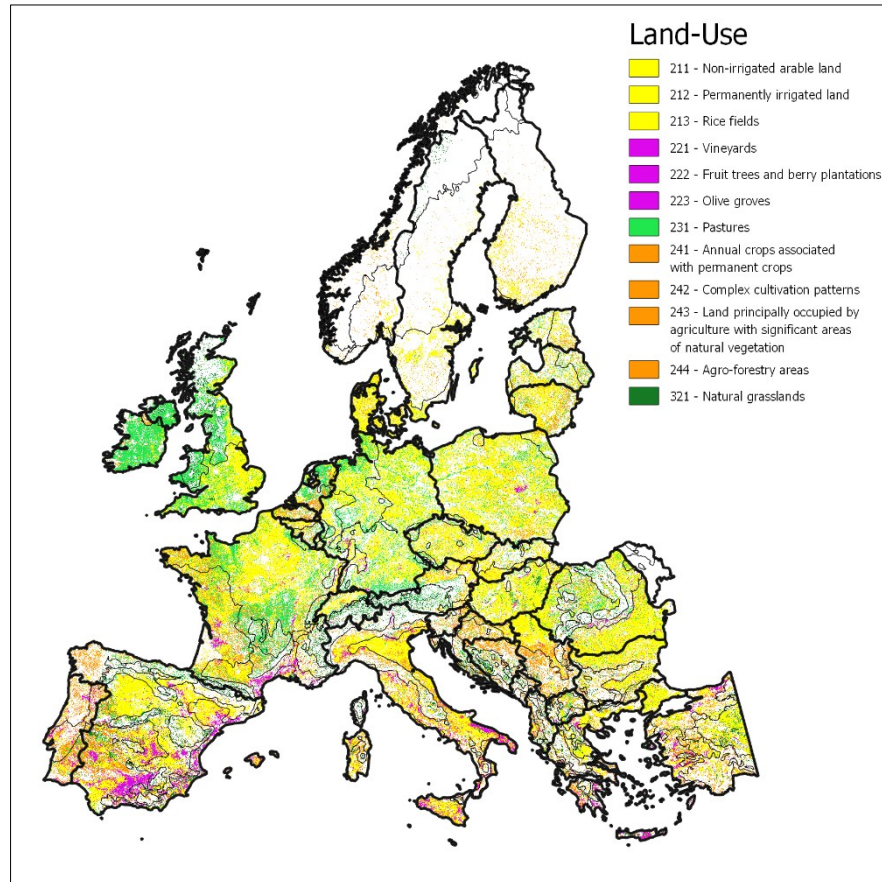 Land-Use
211 - Non-irrigated arable land
212 - Permanently irrigated land
213 - Rice fields
221 - Vineyards
222 - Fruit trees and berry plantations
223 - Olive groves
231 - Pastures
241 - Annual crops associated
with permanent crops
242 - Complex cultivation patterns
243 - Land principally occupied by
agriculture with significant areas
of natural vegetation
244 - Agro-forestry areas
321 - Natural grasslands